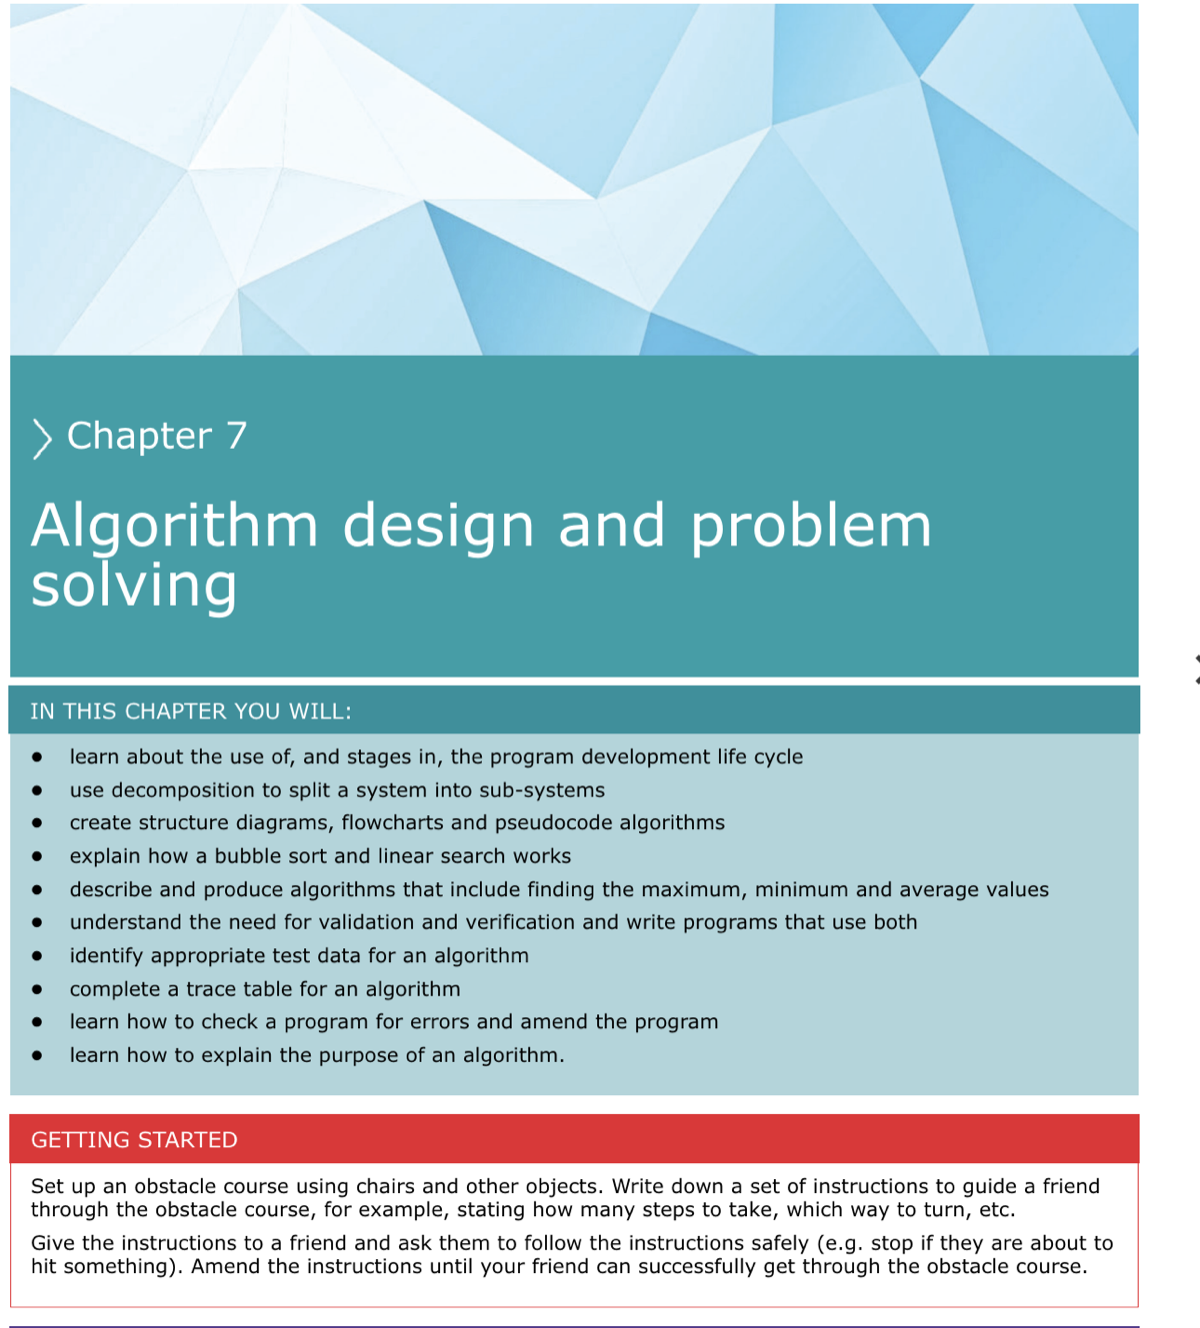 Chapter 7
Algorithm design and problem
solving
IN THIS CHAPTER YOU WILL:
● learn about the use of, and stages in, the program development life cycle
● use decomposition to split a system into sub-systems
● create structure diagrams, flowcharts and pseudocode algorithms
● explain how a bubble sort and linear search works
● describe and produce algorithms that include finding the maximum, minimum and average values
● understand the need for validation and verification and write programs that use both
● identify appropriate test data for an algorithm
● complete a trace table for an algorithm
● learn how to check a program for errors and amend the program
● learn how to explain the purpose of an algorithm.
GETTING STARTED
Set up an obstacle course using chairs and other objects. Write down a set of instructions to guide a friend
through the obstacle course, for example, stating how many steps to take, which way to turn, etc.
Give the instructions to a friend and ask them to follow the instructions safely (e.g. stop if they are about to
hit something). Amend the instructions until your friend can successfully get through the obstacle course.